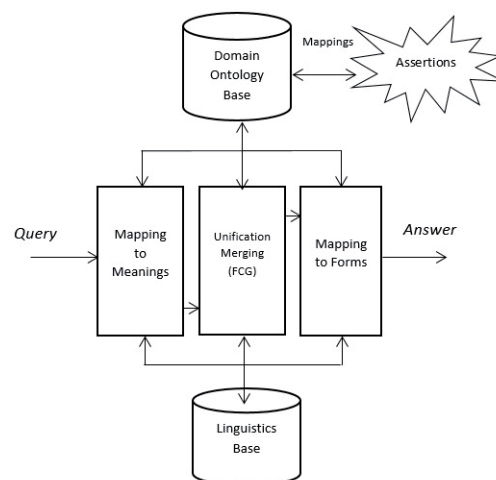 Domain
Ontology
Base
Mappings
Assertions
Query
Mapping
to
Meanings
Unification
Merging
(FCG)
Mapping
to Forms
Answer
Linguistics
Base